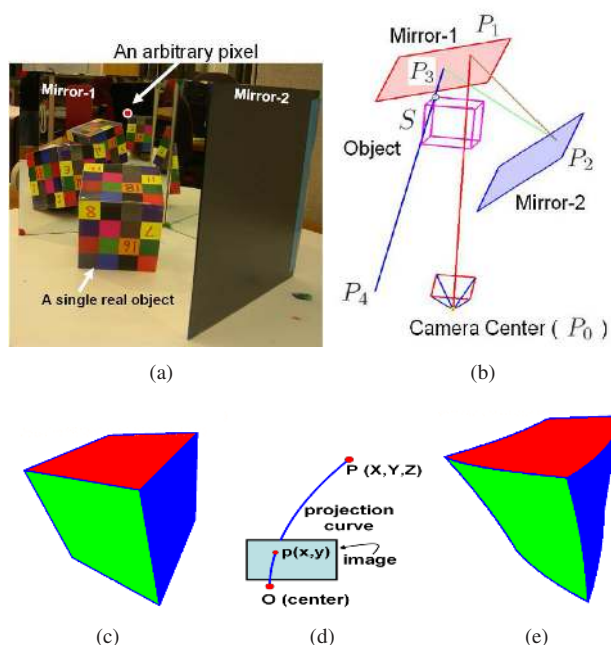 An arbitrary pixel
Mirror-1
Mirror-2
A single real object
(a)
Mirror-1
P₁
P₃
S
Object
P₂
Mirror-2
P₄
Camera Center ( P₀ )
(b)
(c)
P (X,Y,Z)
projection
curve
p(x,y)
image
O (center)
(d)
(e)